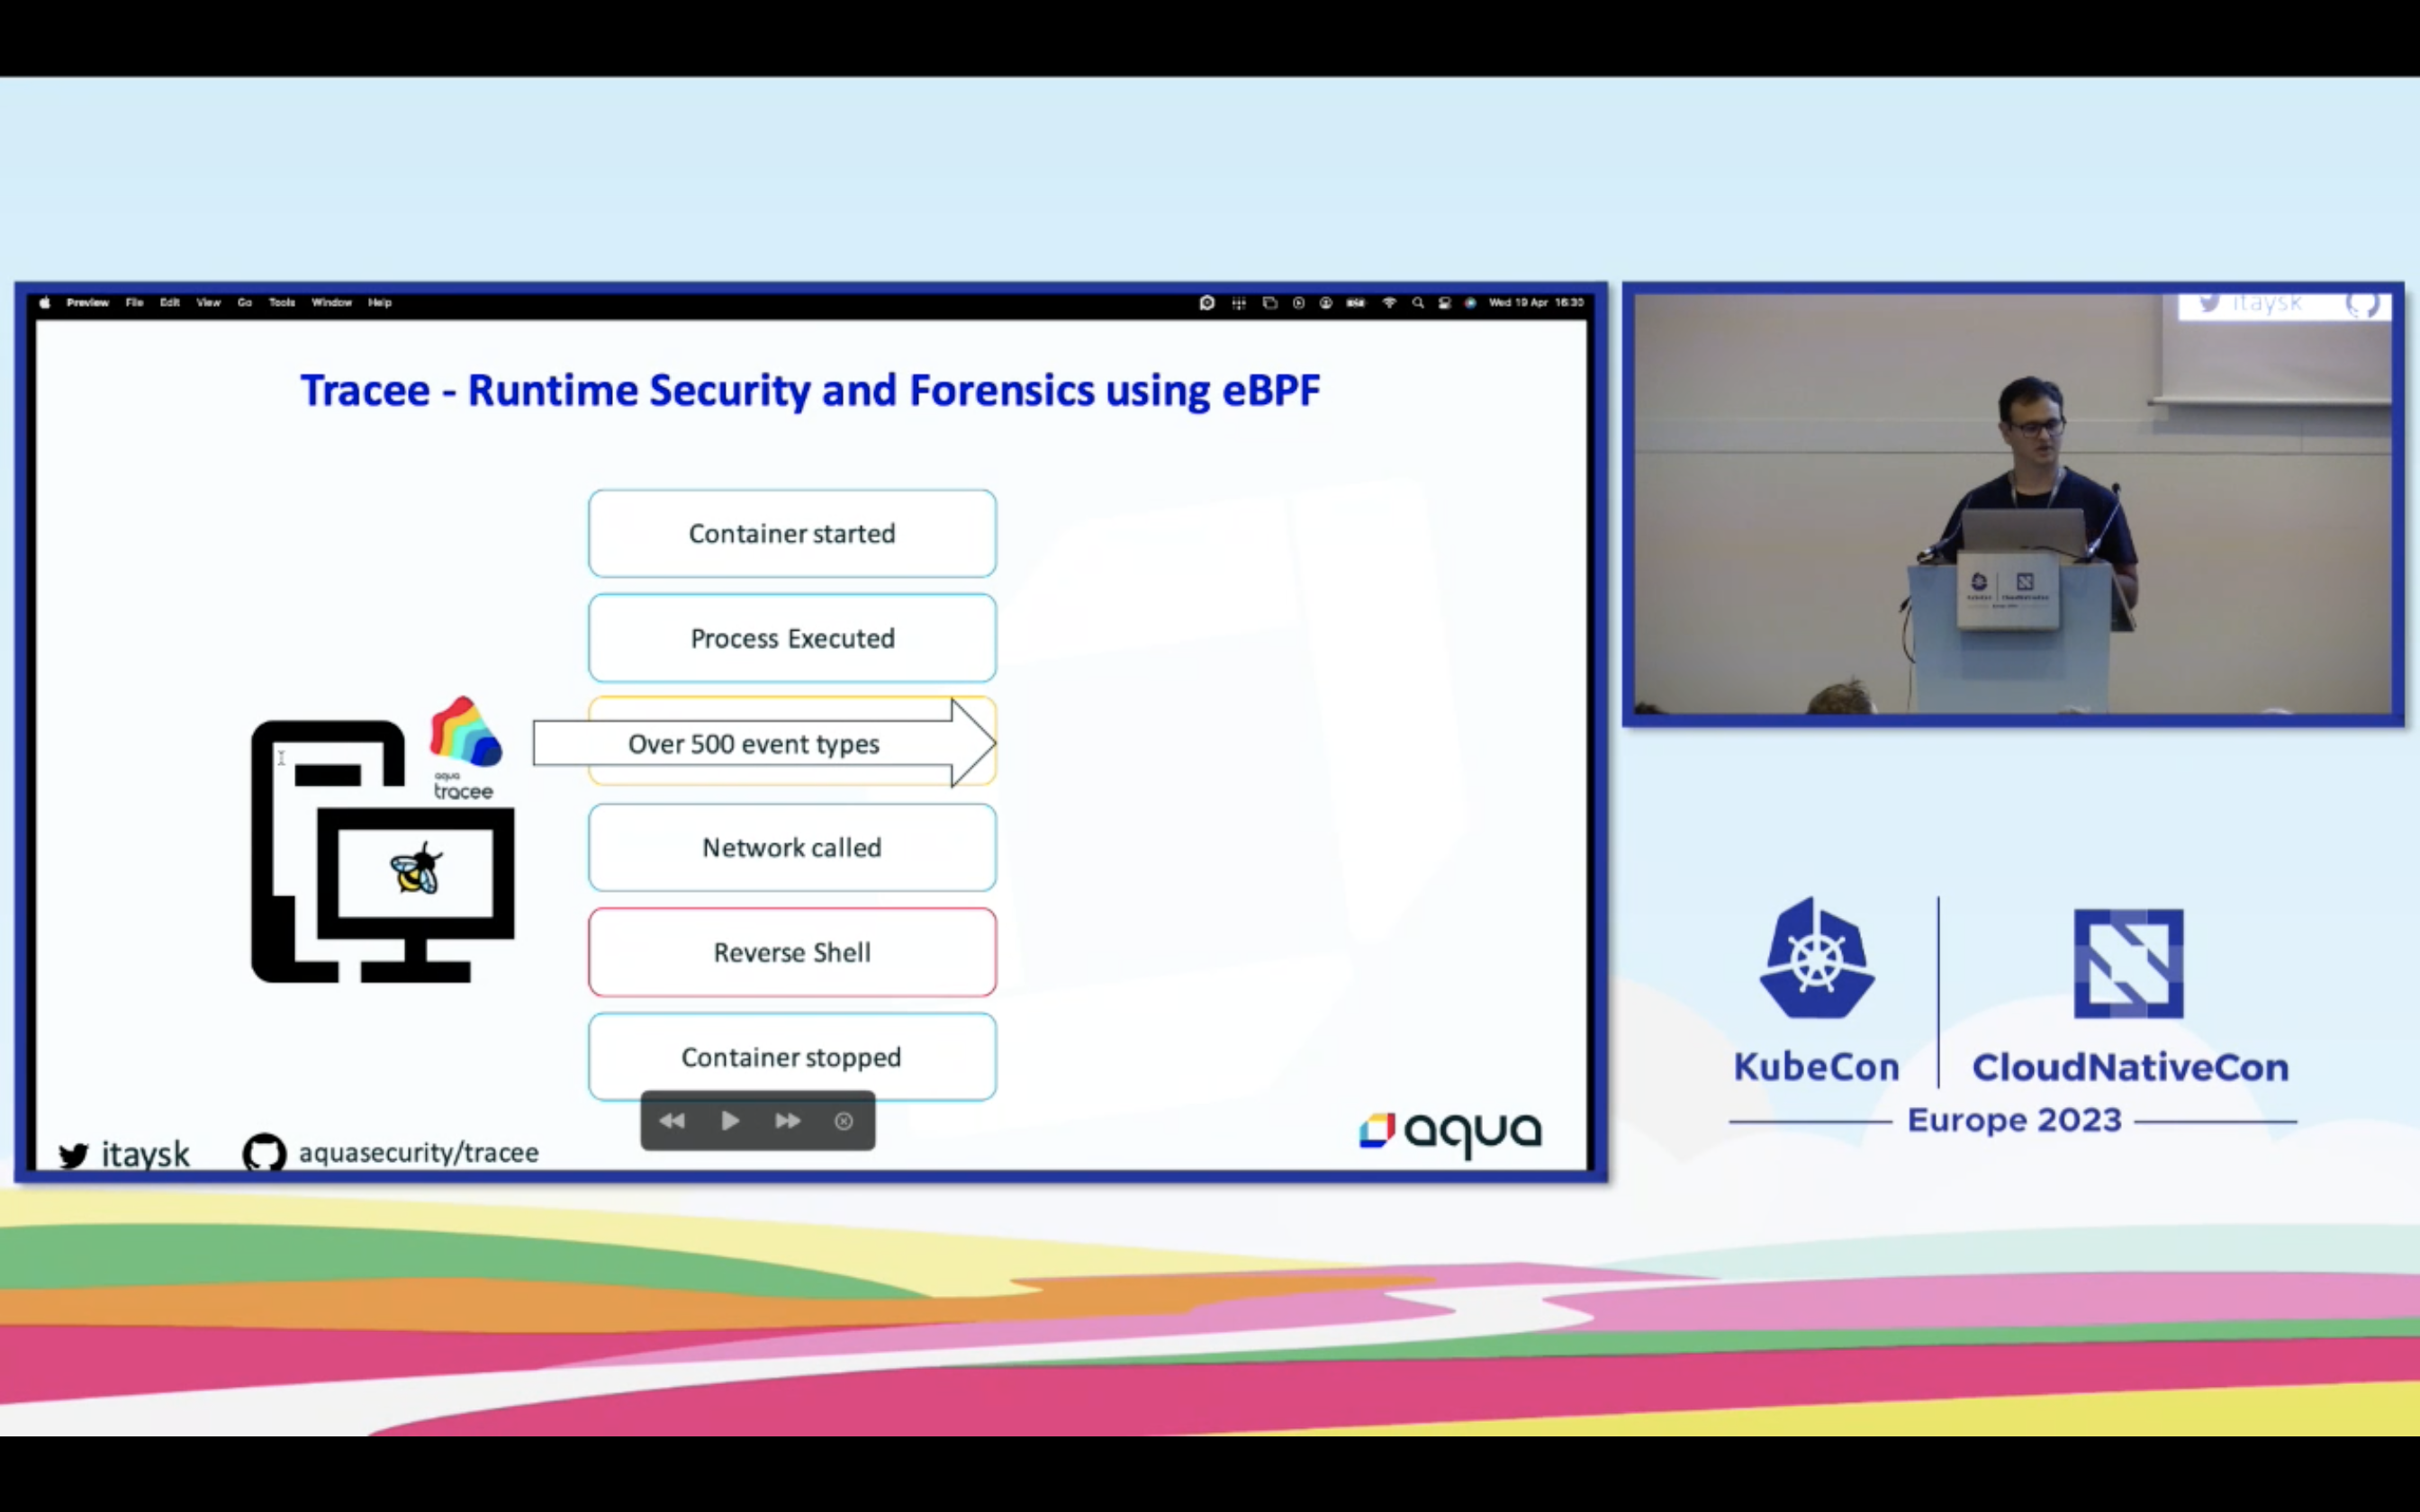 Preview File Edit View Go Tools Window Help
Wed 19 Apr 16:30
Tracee - Runtime Security and Forensics using eBPF
Container started
Process Executed
Over 500 event types
Network called
Reverse Shell
Container stopped
aqua
tracee
itaysk
aquasecurity/tracee
aqua
itaysk
KubeCon
CloudNativeCon
Europe 2023